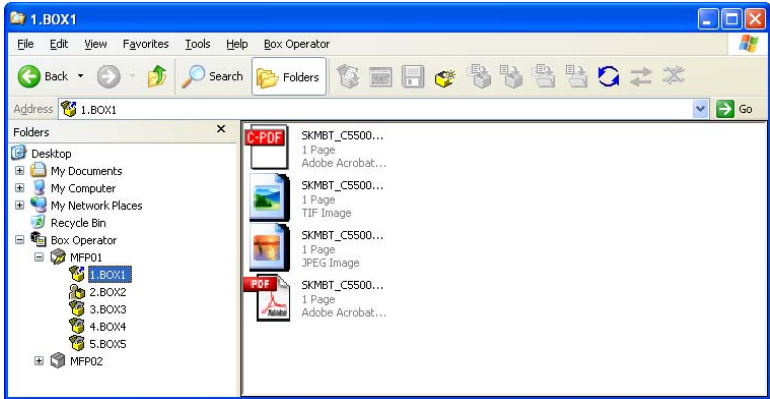 1.BOX1
File Edit View Favorites Tools Help Box Operator
Back Search Folders
Address 1.BOX1 Go
Folders
Desktop
My Documents
My Computer
My Network Places
Recycle Bin
Box Operator
MFP01
1.BOX1
2.BOX2
3.BOX3
4.BOX4
5.BOX5
MFP02
C-PDF
SKMBT_C5500...
1 Page
Adobe Acrobat...
SKMBT_C5500...
1 Page
TIF Image
SKMBT_C5500...
1 Page
JPEG Image
PDF
Adobe
SKMBT_C5500...
1 Page
Adobe Acrobat...